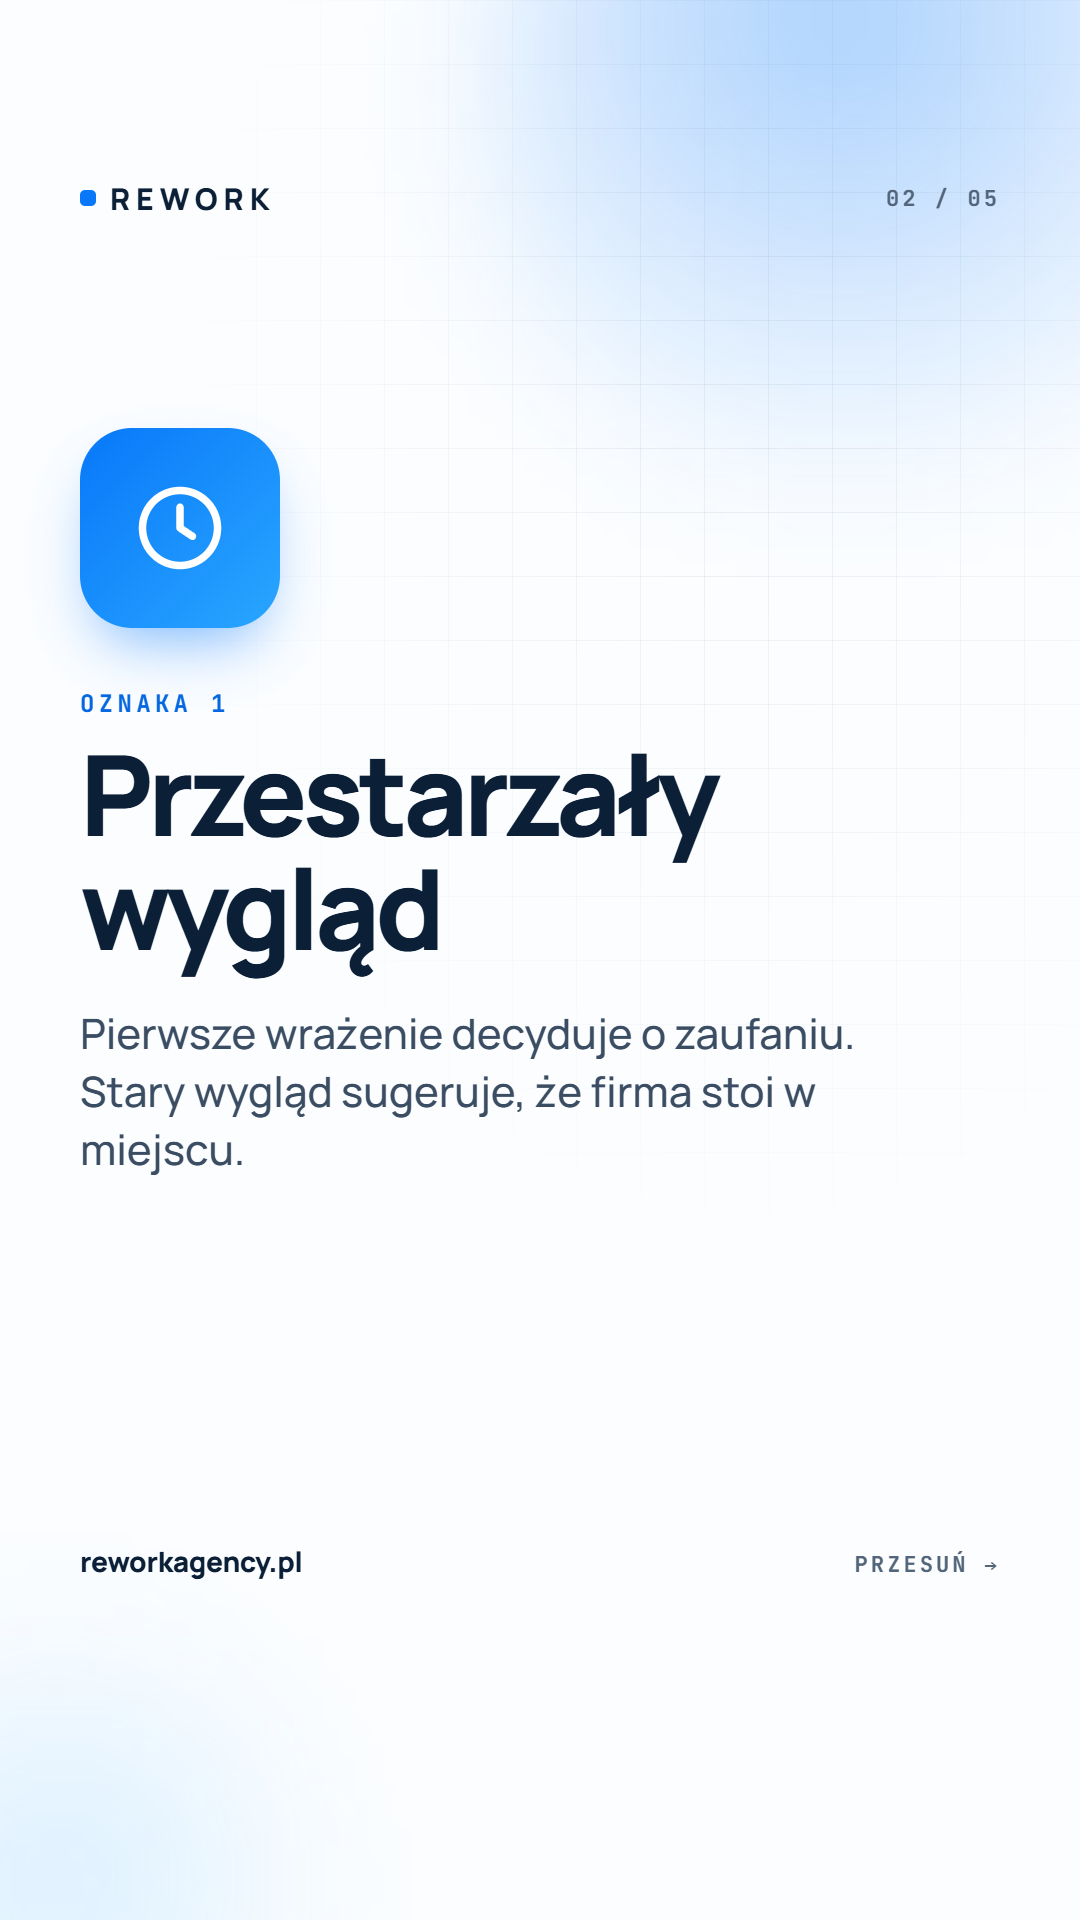 REWORK
02 / 05
OZNAKA 1
Przestarzały
wygląd
Pierwsze wrażenie decyduje o zaufaniu.
Stary wygląd sugeruje, że firma stoi w
miejscu.
reworkagency.pl
PRZESUŃ →